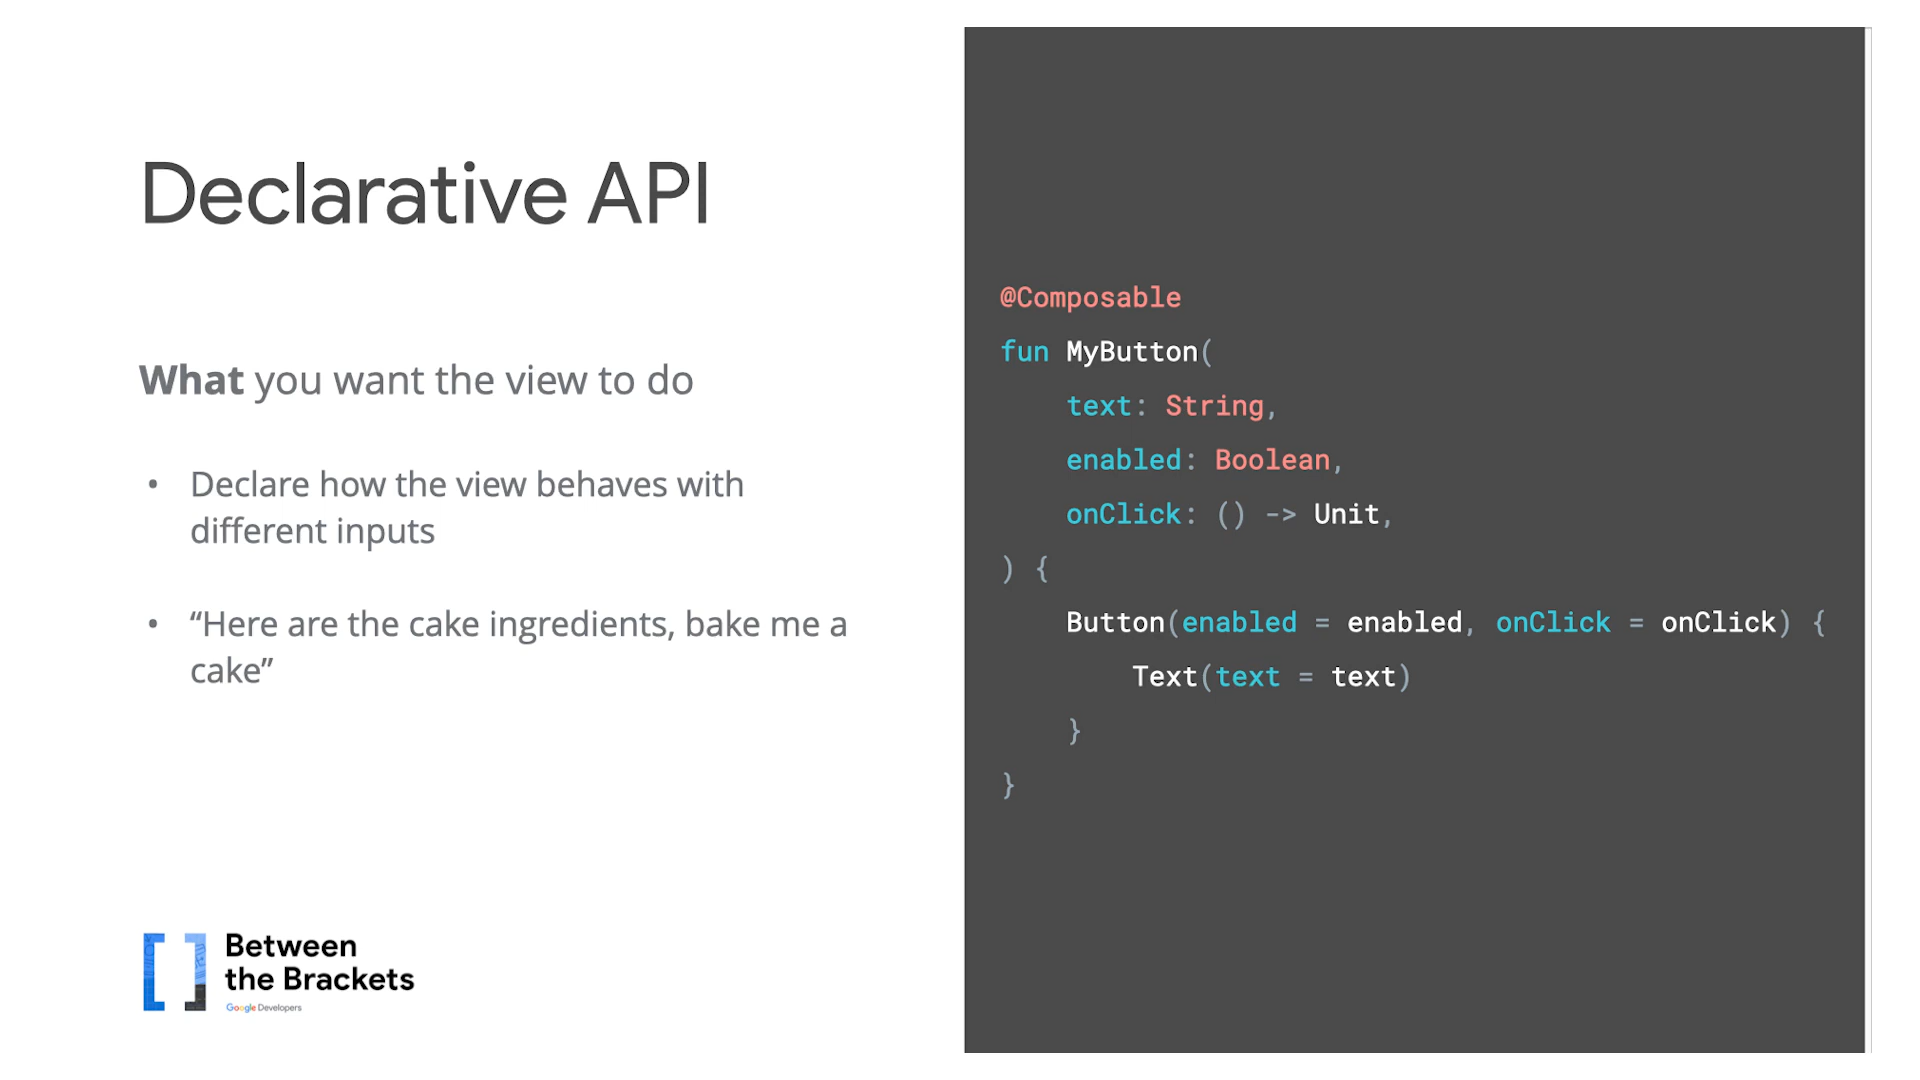 Declarative API
What you want the view to do
• Declare how the view behaves with
different inputs
• “Here are the cake ingredients, bake me a
cake”
[ ] Between
the Brackets
Google Developers
@Composable
fun MyButton(
    text: String,
    enabled: Boolean,
    onClick: () -> Unit,
) {
    Button(enabled = enabled, onClick = onClick) {
        Text(text = text)
    }
}